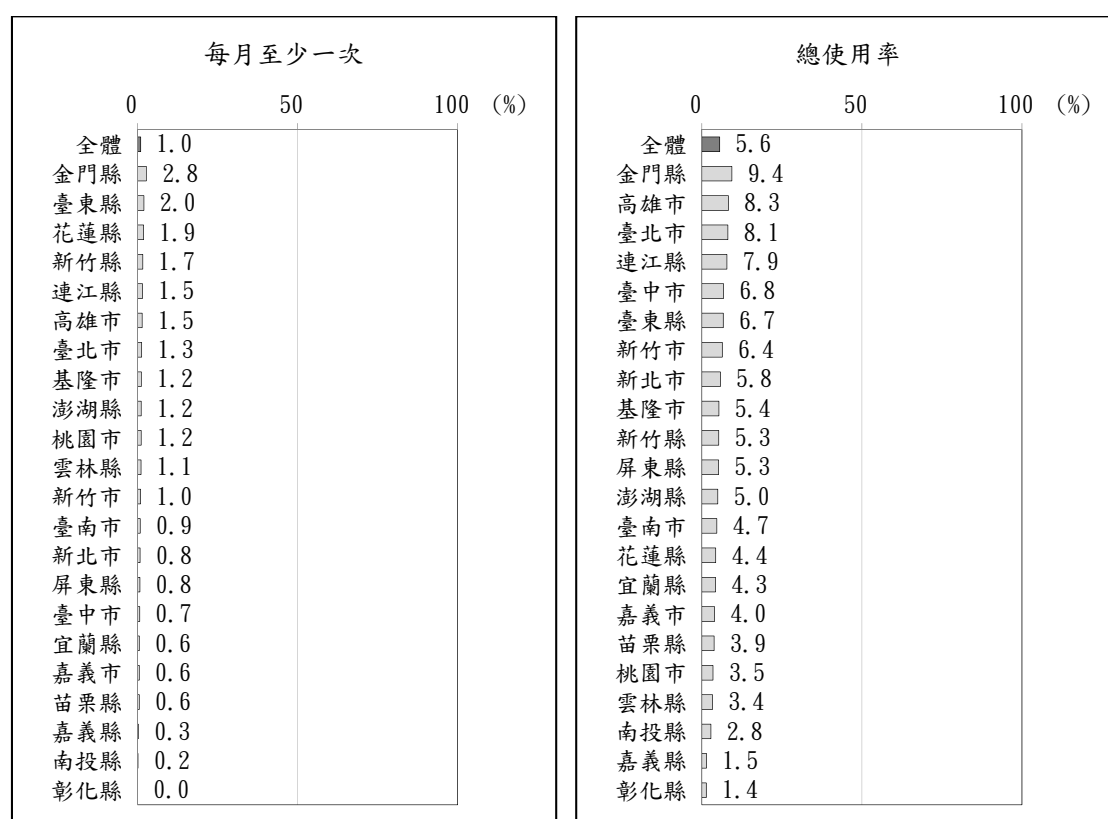 每月至少一次
0 50 100 (%)
全體 1.0
金門縣 2.8
臺東縣 2.0
花蓮縣 1.9
新竹縣 1.7
連江縣 1.5
高雄市 1.5
臺北市 1.3
基隆市 1.2
澎湖縣 1.2
桃園市 1.2
雲林縣 1.1
新竹市 1.0
臺南市 0.9
新北市 0.8
屏東縣 0.8
臺中市 0.7
宜蘭縣 0.6
嘉義市 0.6
苗栗縣 0.6
嘉義縣 0.3
南投縣 0.2
彰化縣 0.0
總使用率
0 50 100 (%)
全體 5.6
金門縣 9.4
高雄市 8.3
臺北市 8.1
連江縣 7.9
臺中市 6.8
臺東縣 6.7
新竹市 6.4
新北市 5.8
基隆市 5.4
新竹縣 5.3
屏東縣 5.3
澎湖縣 5.0
臺南市 4.7
花蓮縣 4.4
宜蘭縣 4.3
嘉義市 4.0
苗栗縣 3.9
桃園市 3.5
雲林縣 3.4
南投縣 2.8
嘉義縣 1.5
彰化縣 1.4